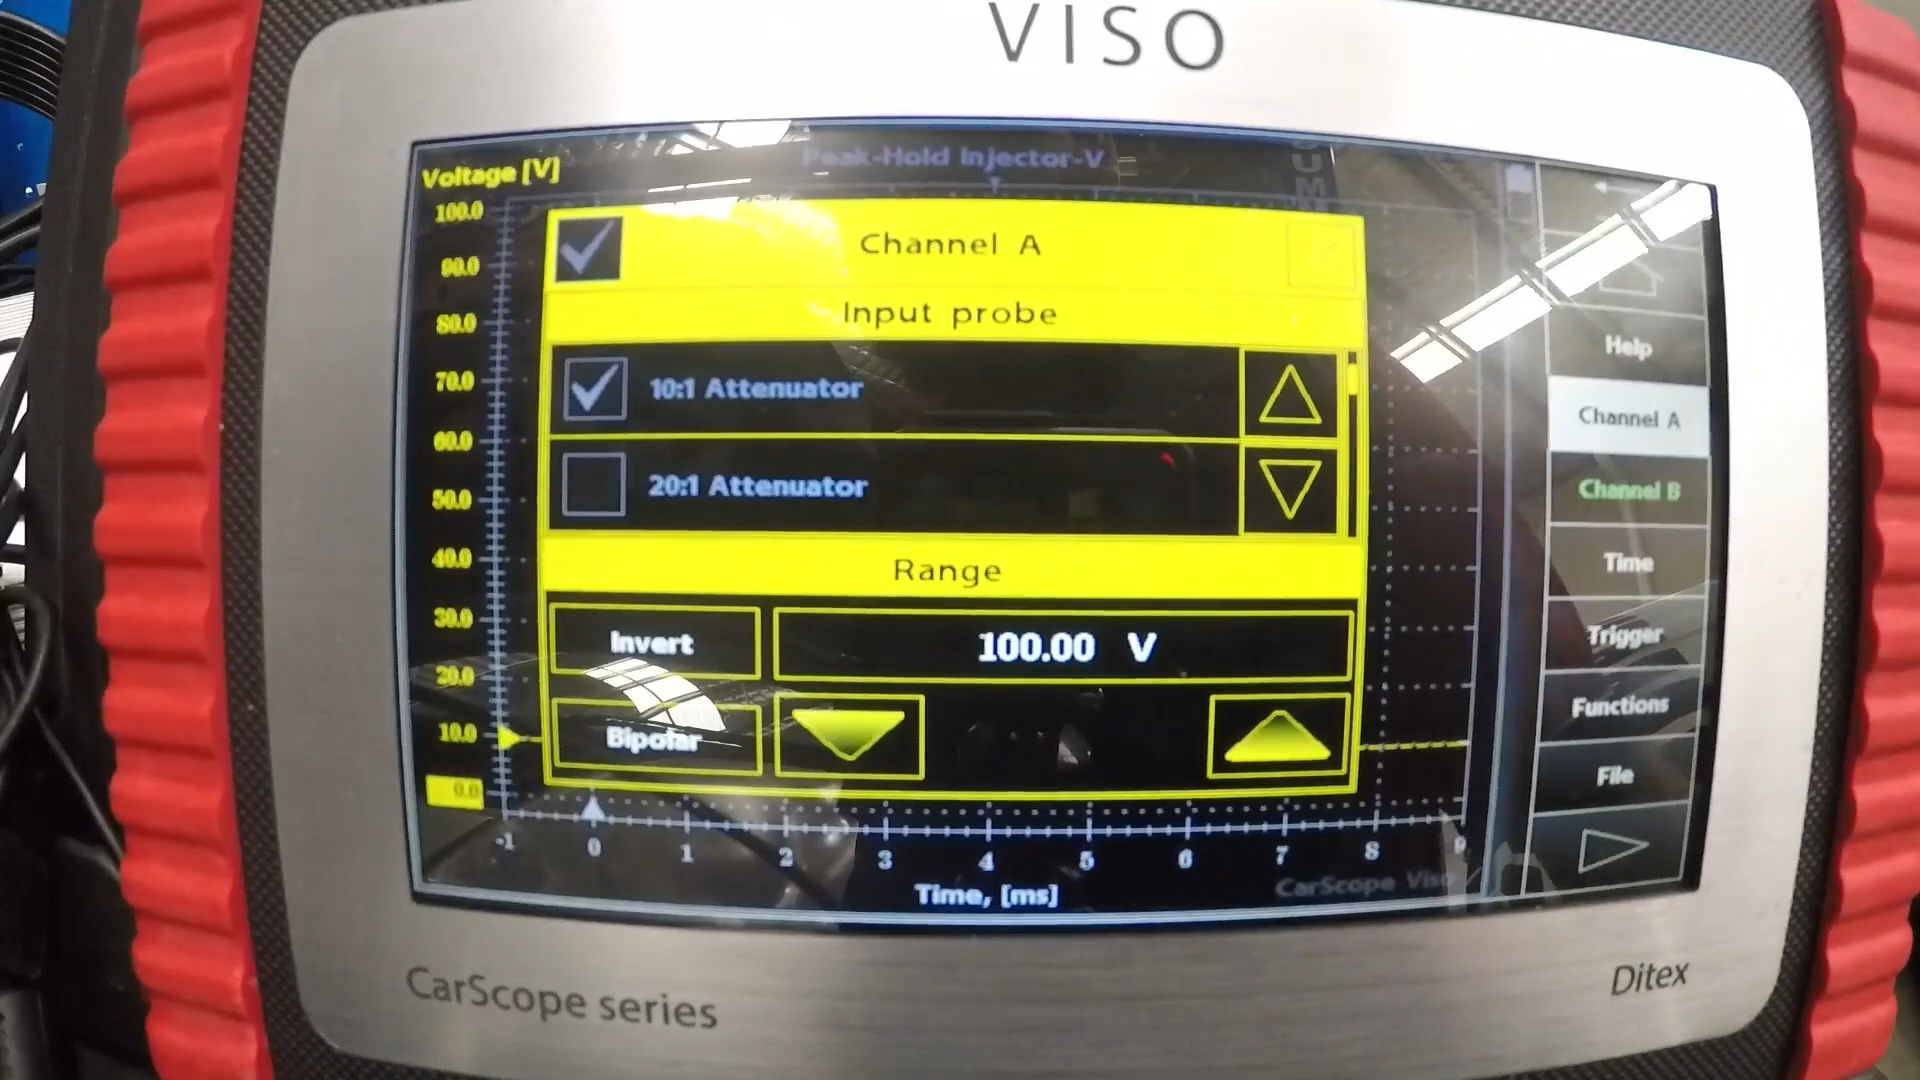 VISO
Voltage [V]
Peak-Hold Injector-V
100.0
90.0
80.0
70.0
60.0
50.0
40.0
30.0
20.0
10.0
0.0
Channel A
Input probe
10:1 Attenuator
20:1 Attenuator
Range
Invert
100.00 V
Bipolar
Help
Channel A
Channel B
Time
Trigger
Functions
File
-1 0 1 2 3 4 5 6 7 8 9
Time, [ms]
CarScope Viso
CarScope series
Ditex